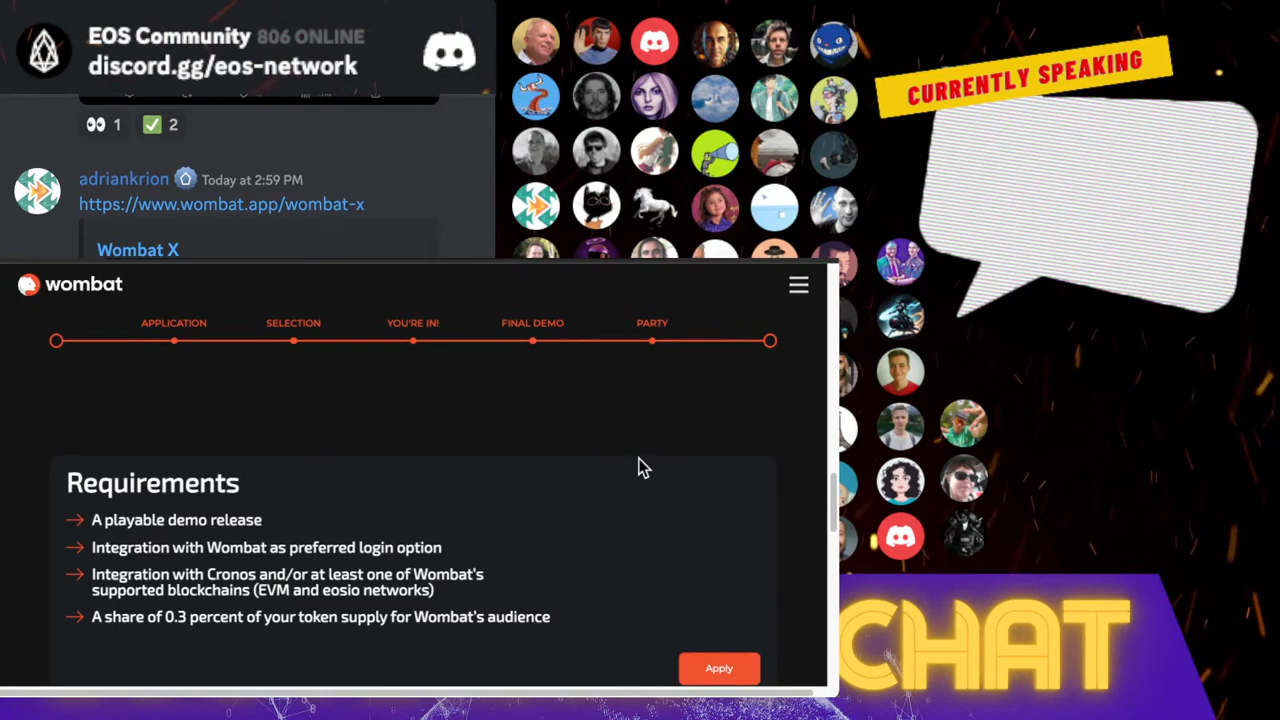 EOS Community 806 ONLINE
discord.gg/eos-network
👀 1 ✅ 2
adriankrion Today at 2:59 PM
https://www.wombat.app/wombat-x
Wombat X
CURRENTLY SPEAKING
wombat
APPLICATION SELECTION YOU'RE IN! FINAL DEMO PARTY
Requirements
→ A playable demo release
→ Integration with Wombat as preferred login option
→ Integration with Cronos and/or at least one of Wombat's
supported blockchains (EVM and eosio networks)
→ A share of 0.3 percent of your token supply for Wombat's audience
Apply
CHAT